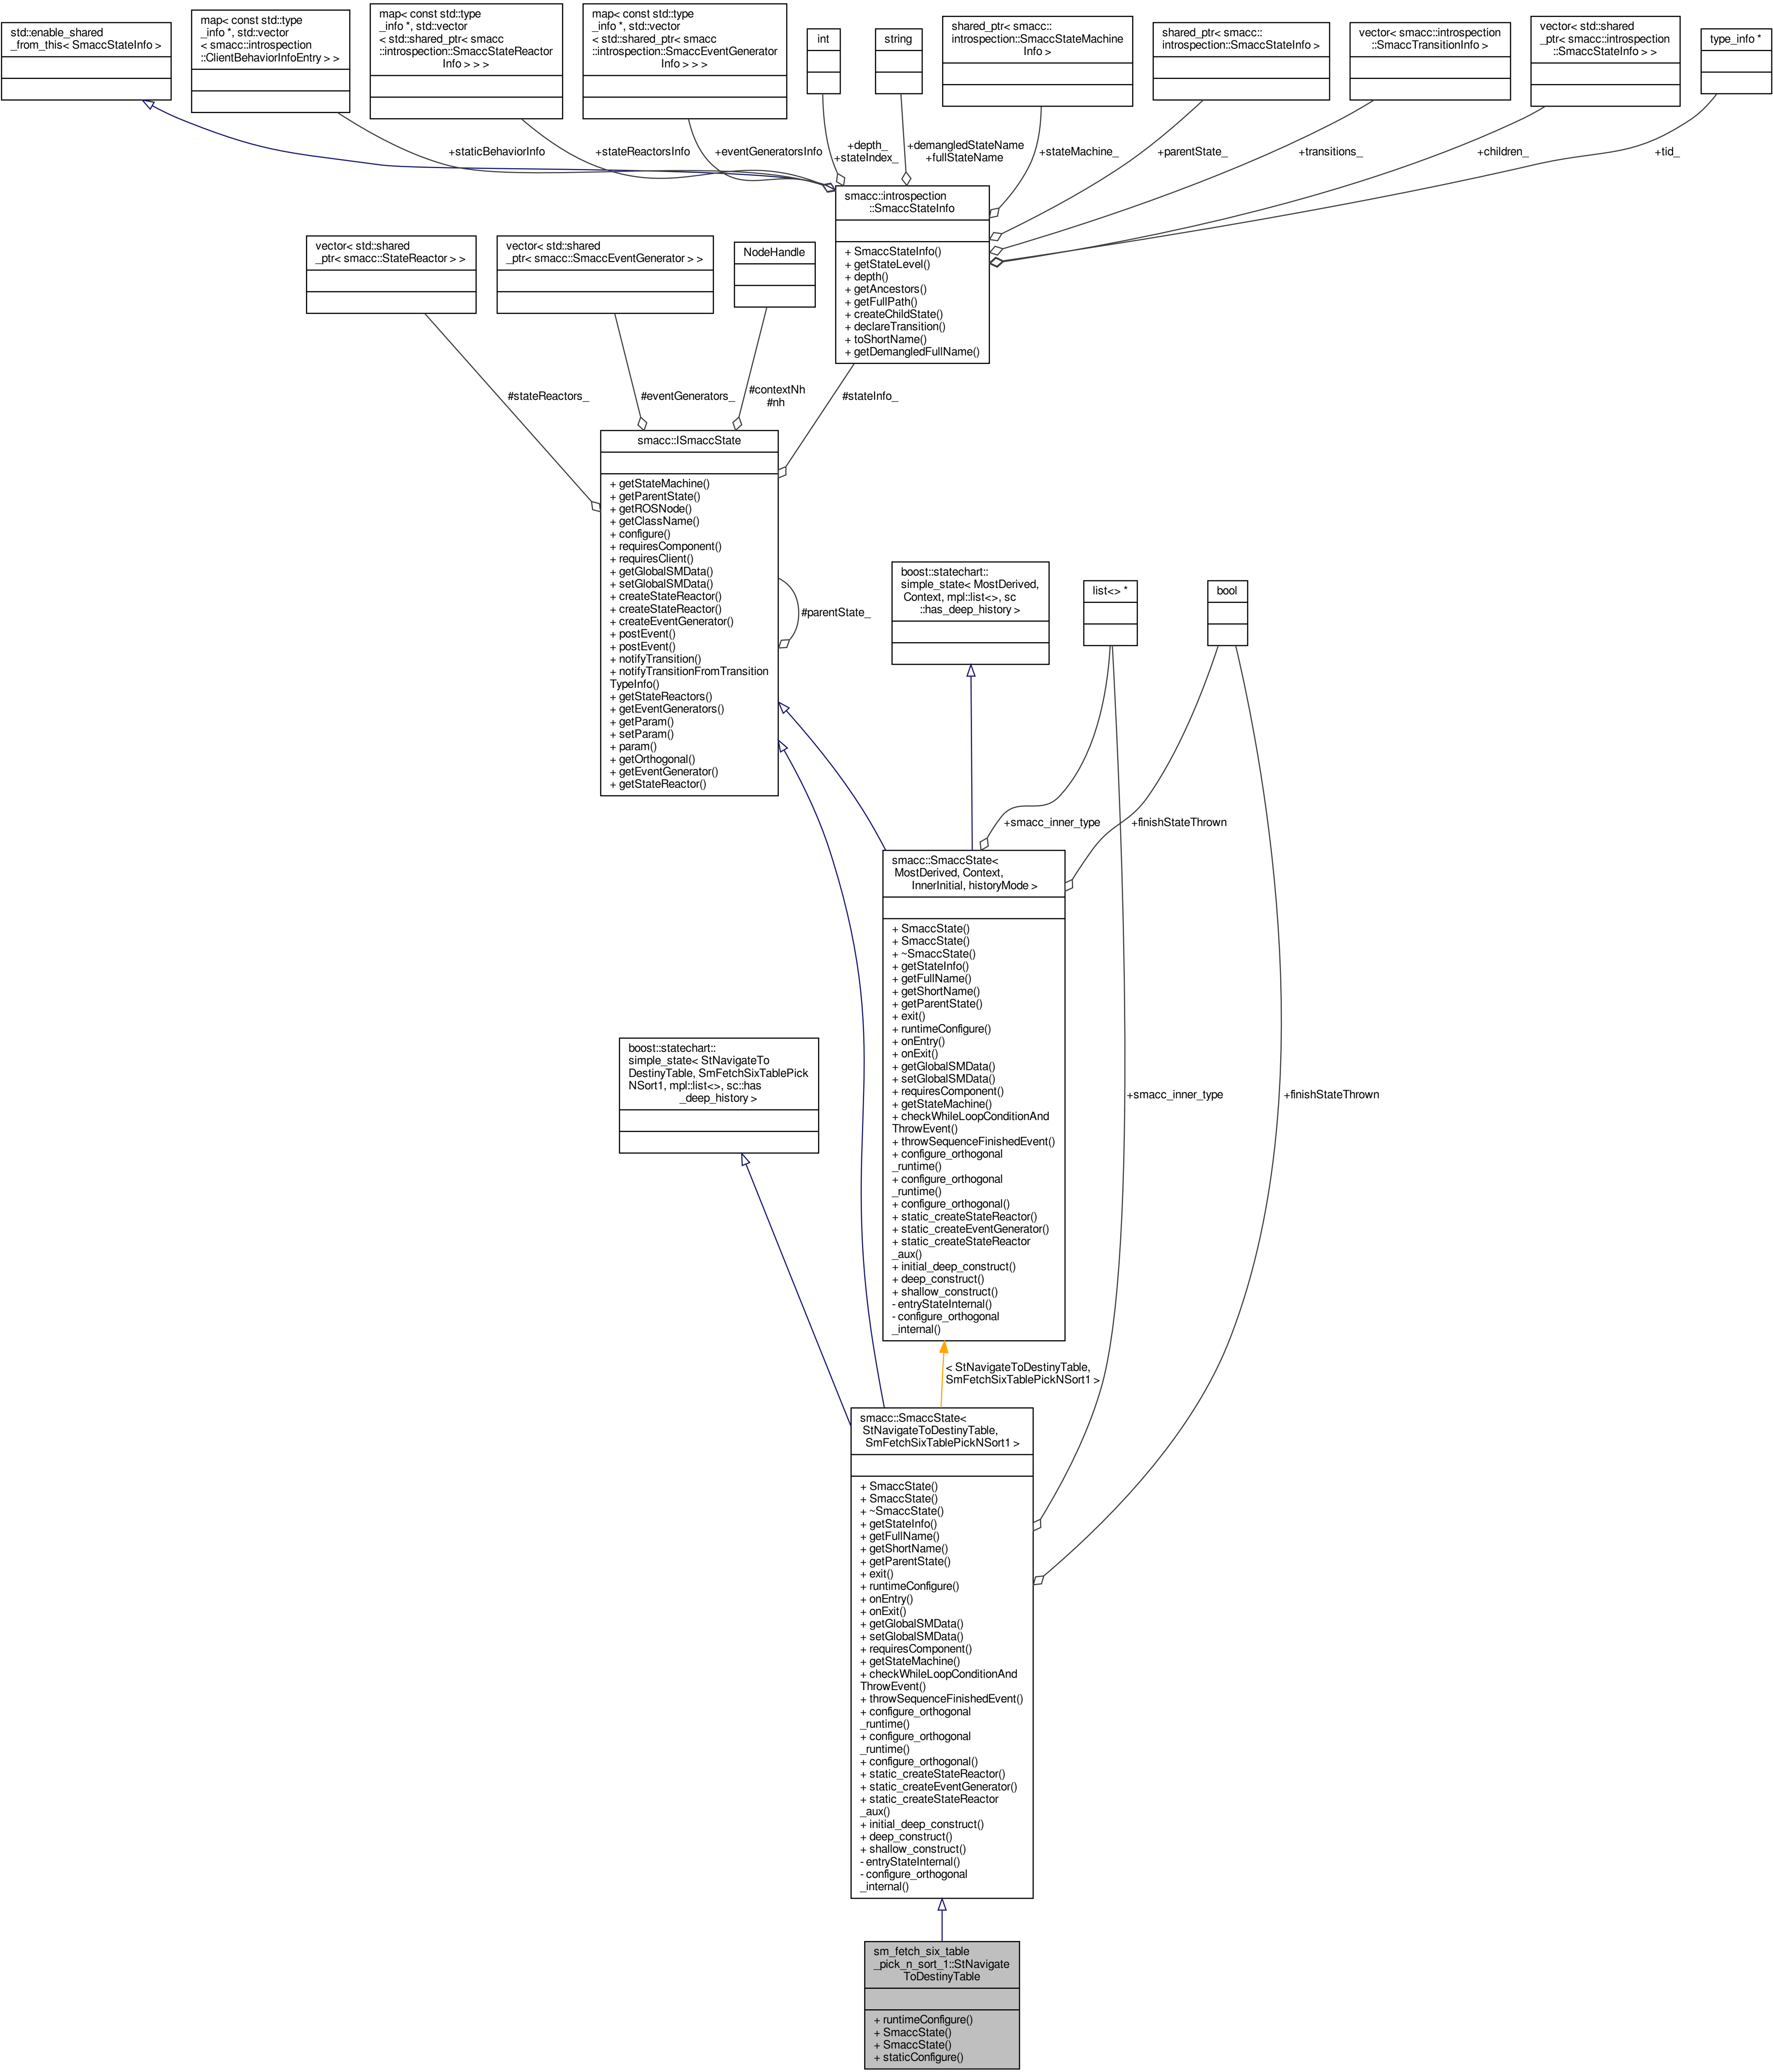 std::enable_shared
_from_this< SmaccStateInfo >
map< const std::type
_info *, std::vector
< smacc::introspection
::ClientBehaviorInfoEntry > >
map< const std::type
_info *, std::vector
< std::shared_ptr< smacc
::introspection::SmaccStateReactor
Info > > >
map< const std::type
_info *, std::vector
< std::shared_ptr< smacc
::introspection::SmaccEventGenerator
Info > > >
int
string
shared_ptr< smacc::
introspection::SmaccStateMachine
Info >
shared_ptr< smacc::
introspection::SmaccStateInfo >
vector< smacc::introspection
::SmaccTransitionInfo >
vector< std::shared
_ptr< smacc::introspection
::SmaccStateInfo > >
type_info *
+staticBehaviorInfo
+stateReactorsInfo
+eventGeneratorsInfo
+depth_
+stateIndex_
+demangledStateName
+fullStateName
+stateMachine_
+parentState_
+transitions_
+children_
+tid_
smacc::introspection
::SmaccStateInfo
+ SmaccStateInfo()
+ getStateLevel()
+ depth()
+ getAncestors()
+ getFullPath()
+ createChildState()
+ declareTransition()
+ toShortName()
+ getDemangledFullName()
vector< std::shared
_ptr< smacc::StateReactor > >
vector< std::shared
_ptr< smacc::SmaccEventGenerator > >
NodeHandle
#stateReactors_
#eventGenerators_
#contextNh
#nh
#stateInfo_
smacc::ISmaccState
+ getStateMachine()
+ getParentState()
+ getROSNode()
+ getClassName()
+ configure()
+ requiresComponent()
+ requiresClient()
+ getGlobalSMData()
+ setGlobalSMData()
+ createStateReactor()
+ createStateReactor()
+ createEventGenerator()
+ postEvent()
+ postEvent()
+ notifyTransition()
+ notifyTransitionFromTransition
TypeInfo()
+ getStateReactors()
+ getEventGenerators()
+ getParam()
+ setParam()
+ param()
+ getOrthogonal()
+ getEventGenerator()
+ getStateReactor()
#parentState_
boost::statechart::
simple_state< MostDerived,
Context, mpl::list<>, sc
::has_deep_history >
list<> *
bool
+smacc_inner_type
+finishStateThrown
smacc::SmaccState<
MostDerived, Context,
InnerInitial, historyMode >
+ SmaccState()
+ SmaccState()
+ ~SmaccState()
+ getStateInfo()
+ getFullName()
+ getShortName()
+ getParentState()
+ exit()
+ runtimeConfigure()
+ onEntry()
+ onExit()
+ getGlobalSMData()
+ setGlobalSMData()
+ requiresComponent()
+ getStateMachine()
+ checkWhileLoopConditionAnd
ThrowEvent()
+ throwSequenceFinishedEvent()
+ configure_orthogonal
_runtime()
+ configure_orthogonal
_runtime()
+ configure_orthogonal()
+ static_createStateReactor()
+ static_createEventGenerator()
+ static_createStateReactor
_aux()
+ initial_deep_construct()
+ deep_construct()
+ shallow_construct()
- entryStateInternal()
- configure_orthogonal
_internal()
boost::statechart::
simple_state< StNavigateTo
DestinyTable, SmFetchSixTablePick
NSort1, mpl::list<>, sc::has
_deep_history >
+smacc_inner_type
+finishStateThrown
< StNavigateToDestinyTable,
SmFetchSixTablePickNSort1 >
smacc::SmaccState<
StNavigateToDestinyTable,
SmFetchSixTablePickNSort1 >
+ SmaccState()
+ SmaccState()
+ ~SmaccState()
+ getStateInfo()
+ getFullName()
+ getShortName()
+ getParentState()
+ exit()
+ runtimeConfigure()
+ onEntry()
+ onExit()
+ getGlobalSMData()
+ setGlobalSMData()
+ requiresComponent()
+ getStateMachine()
+ checkWhileLoopConditionAnd
ThrowEvent()
+ throwSequenceFinishedEvent()
+ configure_orthogonal
_runtime()
+ configure_orthogonal
_runtime()
+ configure_orthogonal()
+ static_createStateReactor()
+ static_createEventGenerator()
+ static_createStateReactor
_aux()
+ initial_deep_construct()
+ deep_construct()
+ shallow_construct()
- entryStateInternal()
- configure_orthogonal
_internal()
sm_fetch_six_table
_pick_n_sort_1::StNavigate
ToDestinyTable
+ runtimeConfigure()
+ SmaccState()
+ SmaccState()
+ staticConfigure()